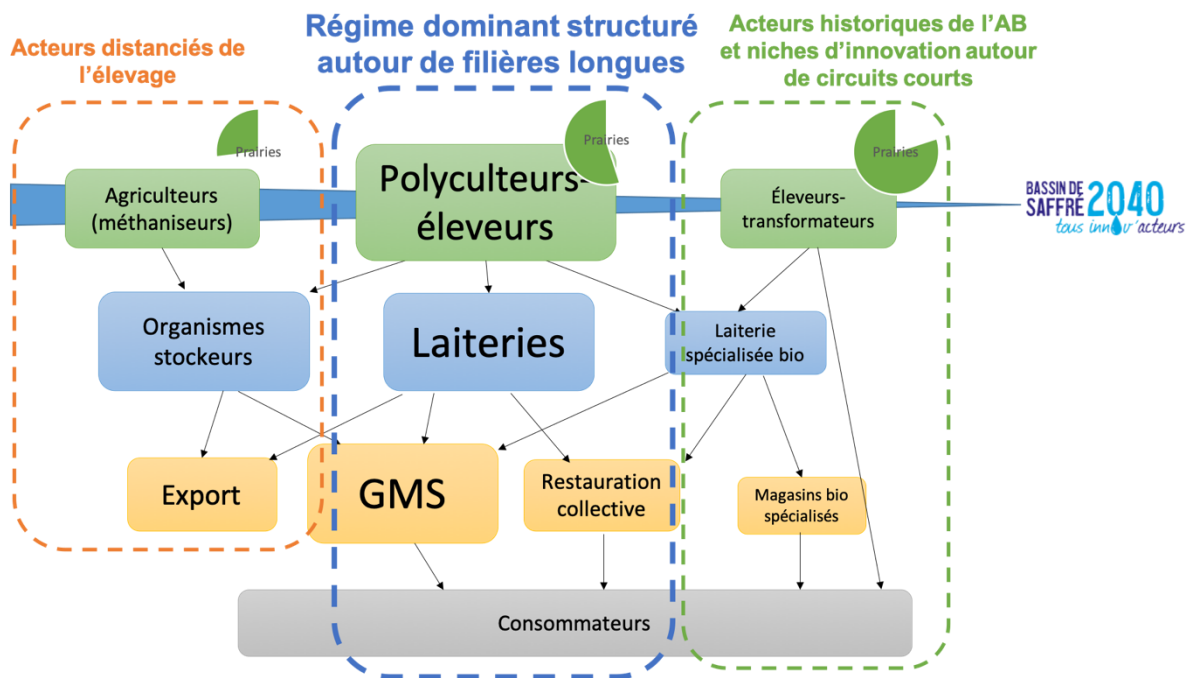 Acteurs distanciés de
l’élevage
Régime dominant structuré
autour de filières longues
Acteurs historiques de l’AB
et niches d’innovation autour
de circuits courts
Prairies
Prairies
Prairies
Agriculteurs
(méthaniseurs)
Polyculteurs-
éleveurs
Éleveurs-
transformateurs
BASSIN DE
SAFFRÉ
2040
tous innov'acteurs
Organismes
stockeurs
Laiteries
Laiterie
spécialisée bio
Export
GMS
Restauration
collective
Magasins bio
spécialisés
Consommateurs